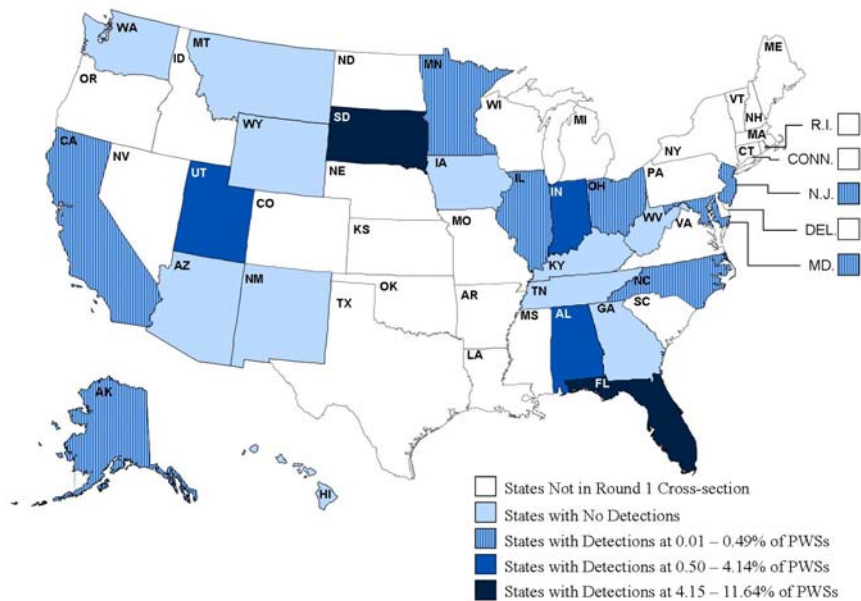 WA
MT
ND
MN
ME
ID
OR
VT
WI
NH
SD
MI
R.I.
MA
WY
NY
CT
CONN.
CA
IA
NV
NE
PA
UT
IL
IN
OH
N.J.
CO
WV
VA
MO
DEL.
KS
KY
MD.
AZ
NM
OK
TN
NC
AR
SC
TX
MS
AL
GA
LA
FL
AK
HI
States Not in Round 1 Cross-section
States with No Detections
States with Detections at 0.01 – 0.49% of PWSs
States with Detections at 0.50 – 4.14% of PWSs
States with Detections at 4.15 – 11.64% of PWSs